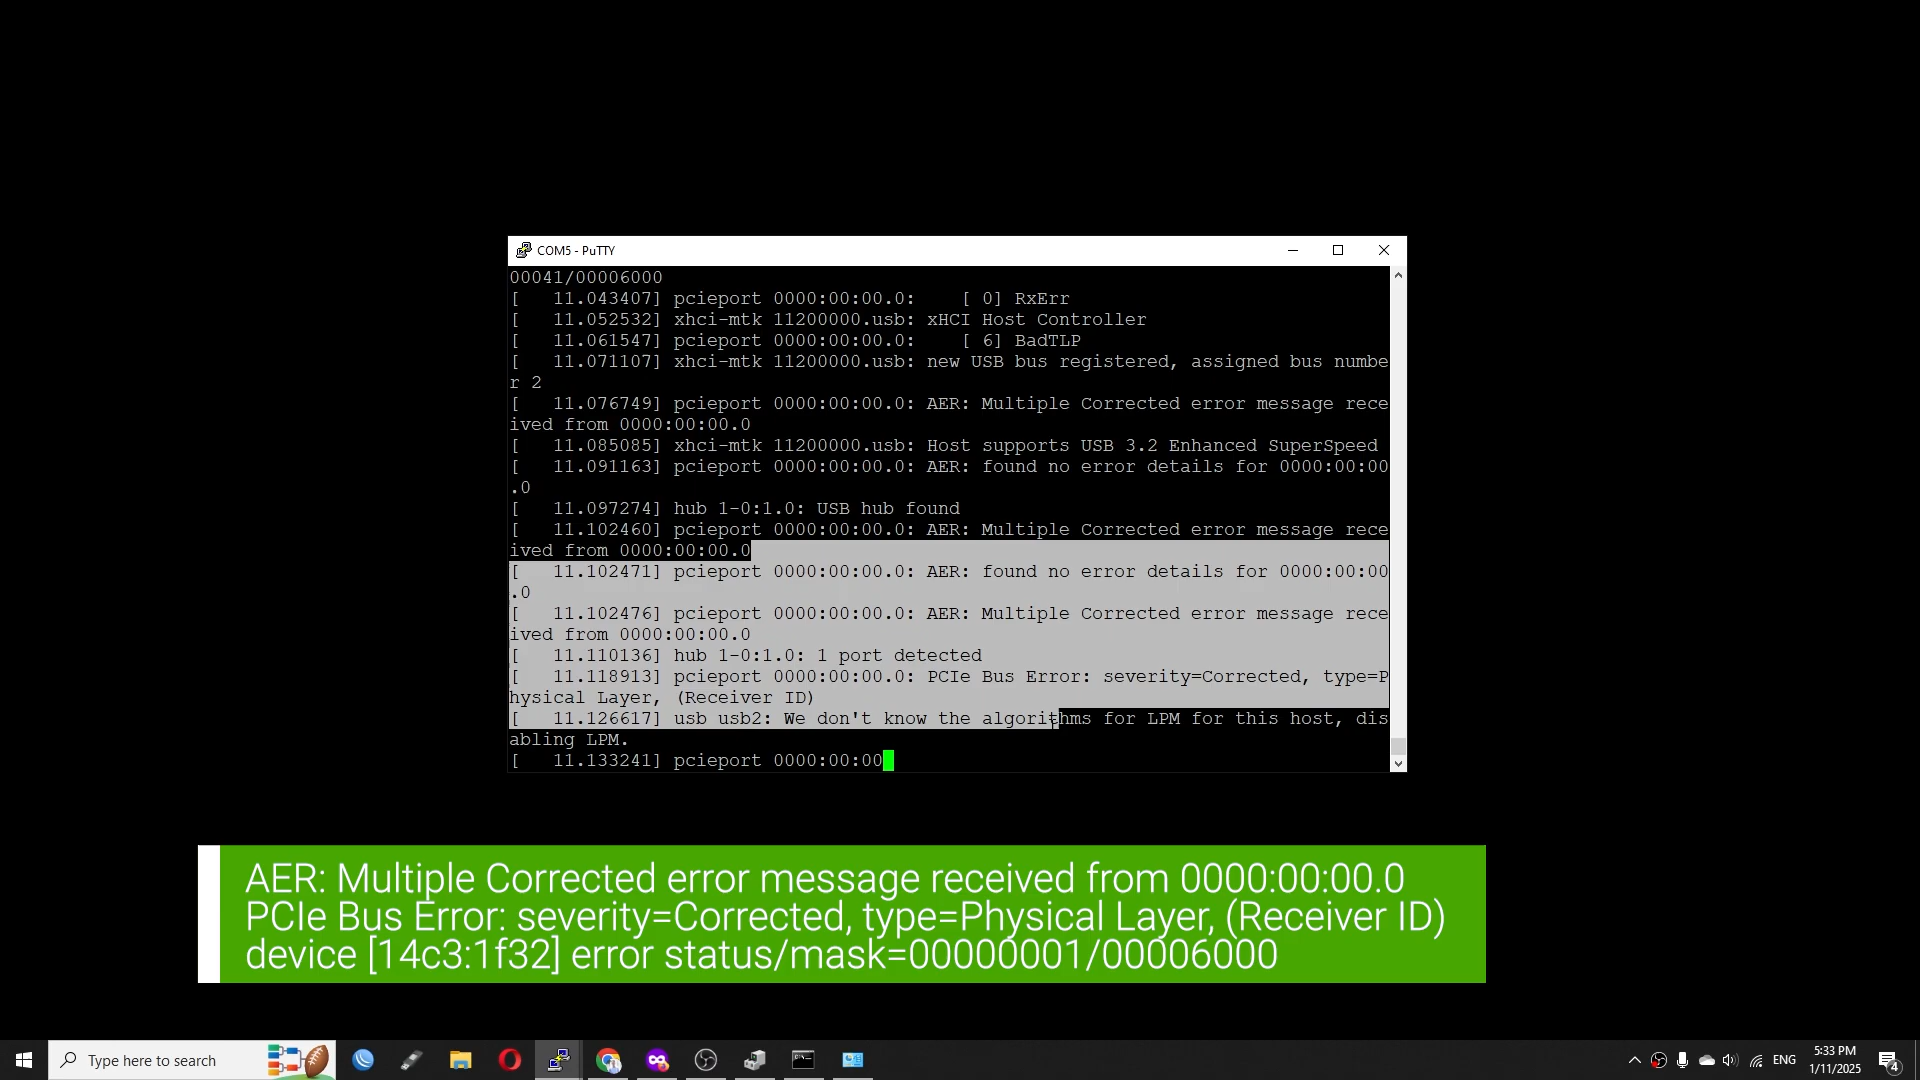 COM5 - PuTTY
00041/00006000
[   11.043407] pcieport 0000:00:00.0:    [ 0] RxErr
[   11.052532] xhci-mtk 11200000.usb: xHCI Host Controller
[   11.061547] pcieport 0000:00:00.0:    [ 6] BadTLP
[   11.071107] xhci-mtk 11200000.usb: new USB bus registered, assigned bus numbe
r 2
[   11.076749] pcieport 0000:00:00.0: AER: Multiple Corrected error message rece
ived from 0000:00:00.0
[   11.085085] xhci-mtk 11200000.usb: Host supports USB 3.2 Enhanced SuperSpeed
[   11.091163] pcieport 0000:00:00.0: AER: found no error details for 0000:00:00
.0
[   11.097274] hub 1-0:1.0: USB hub found
[   11.102460] pcieport 0000:00:00.0: AER: Multiple Corrected error message rece
ived from 0000:00:00.0
[   11.102471] pcieport 0000:00:00.0: AER: found no error details for 0000:00:00
.0
[   11.102476] pcieport 0000:00:00.0: AER: Multiple Corrected error message rece
ived from 0000:00:00.0
[   11.110136] hub 1-0:1.0: 1 port detected
[   11.118913] pcieport 0000:00:00.0: PCIe Bus Error: severity=Corrected, type=P
hysical Layer, (Receiver ID)
[   11.126617] usb usb2: We don't know the algorithms for LPM for this host, dis
abling LPM.
[   11.133241] pcieport 0000:00:00
AER: Multiple Corrected error message received from 0000:00:00.0
PCIe Bus Error: severity=Corrected, type=Physical Layer, (Receiver ID)
device [14c3:1f32] error status/mask=00000001/00006000
Type here to search
ENG
5:33 PM
1/11/2025
4